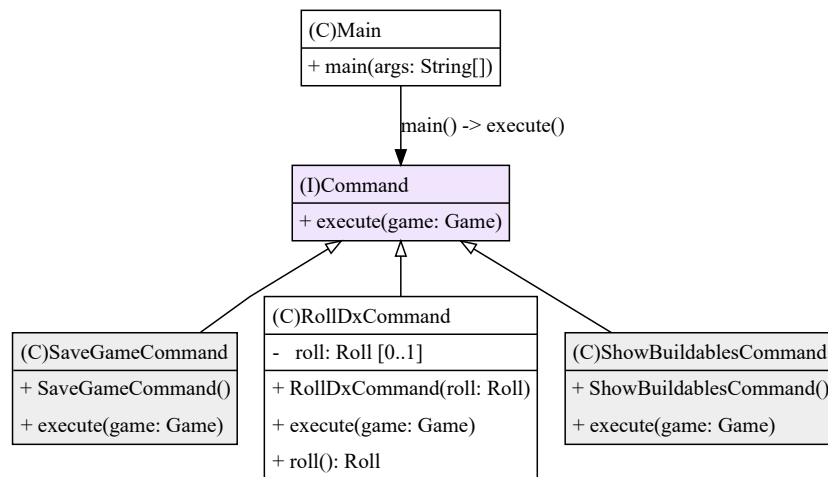 (C)Main
+ main(args: String[])
main() -> execute()
(I)Command
+ execute(game: Game)
(C)SaveGameCommand
+ SaveGameCommand()
+ execute(game: Game)
(C)RollDxCommand
- roll: Roll [0..1]
+ RollDxCommand(roll: Roll)
+ execute(game: Game)
+ roll(): Roll
(C)ShowBuildablesCommand
+ ShowBuildablesCommand()
+ execute(game: Game)